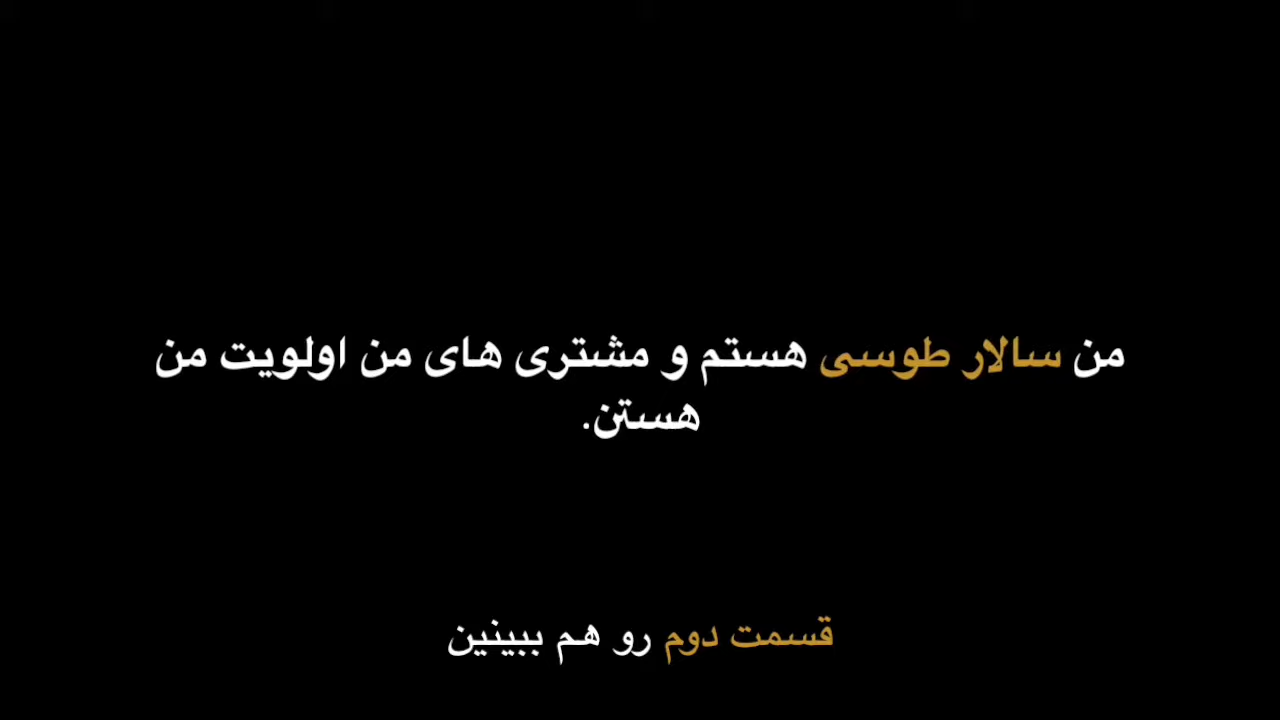 من سالار طوسی هستم و مشتری های من اولویت من
هستن.
قسمت دوم رو هم ببینین